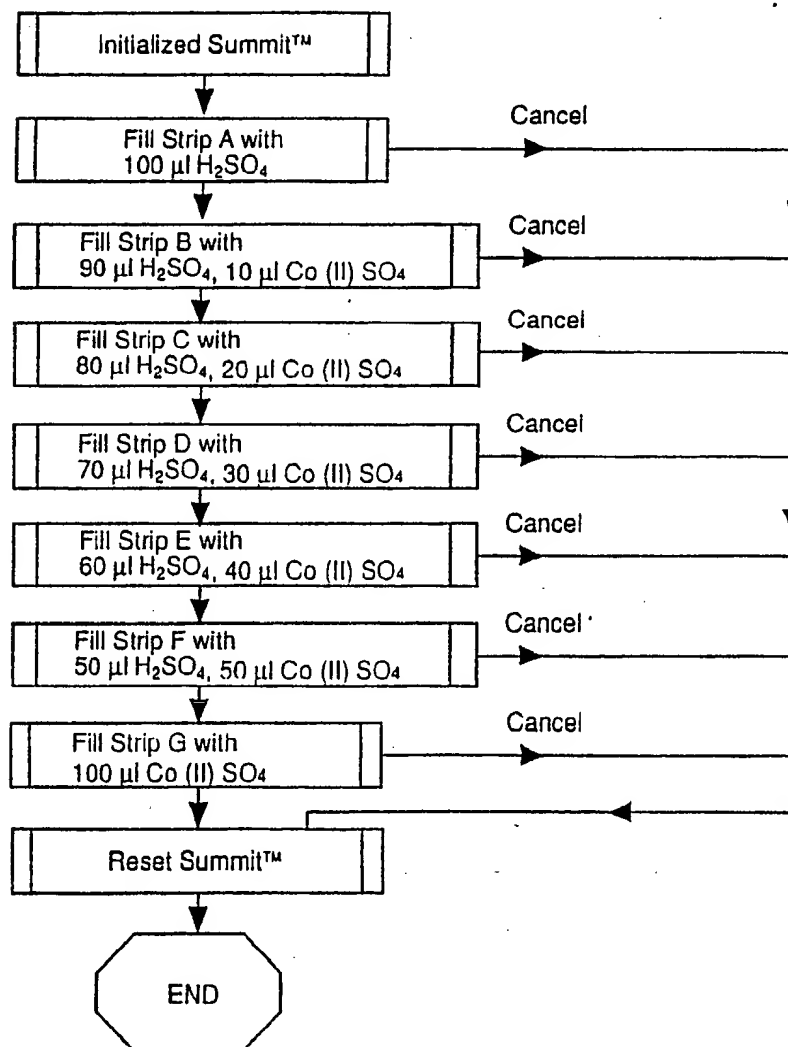 Initialized Summit™
Fill Strip A with
100 µl H₂SO₄
Cancel
Fill Strip B with
90 µl H₂SO₄, 10 µl Co (II) SO₄
Cancel
Fill Strip C with
80 µl H₂SO₄, 20 µl Co (II) SO₄
Cancel
Fill Strip D with
70 µl H₂SO₄, 30 µl Co (II) SO₄
Cancel
Fill Strip E with
60 µl H₂SO₄, 40 µl Co (II) SO₄
Cancel
Fill Strip F with
50 µl H₂SO₄, 50 µl Co (II) SO₄
Cancel
Fill Strip G with
100 µl Co (II) SO₄
Cancel
Reset Summit™
END